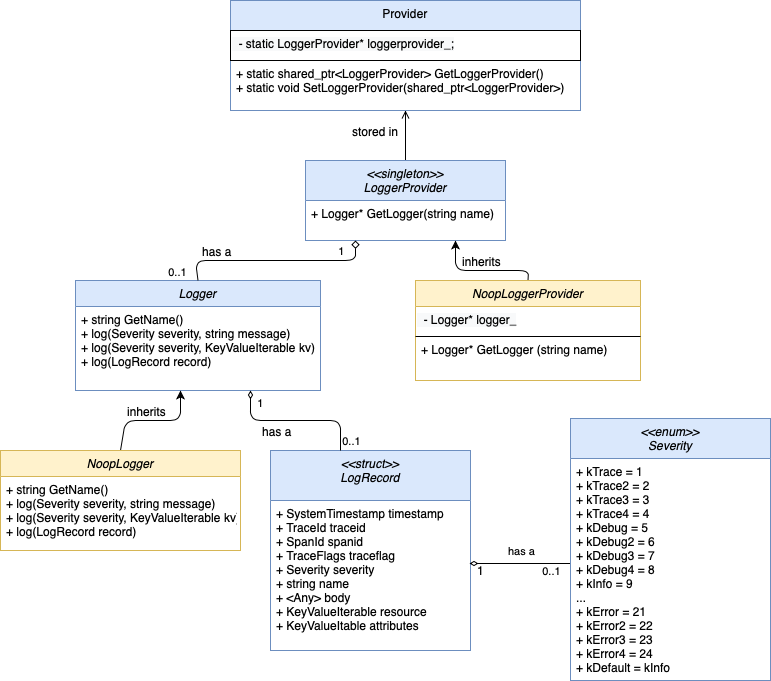 Provider
- static LoggerProvider* loggerprovider_;
+ static shared_ptr<LoggerProvider> GetLoggerProvider()
+ static void SetLoggerProvider(shared_ptr<LoggerProvider>)
stored in
<<singleton>>
LoggerProvider
+ Logger* GetLogger(string name)
has a
1
0..1
inherits
Logger
+ string GetName()
+ log(Severity severity, string message)
+ log(Severity severity, KeyValueIterable kv)
+ log(LogRecord record)
NoopLoggerProvider
- Logger* logger_
+ Logger* GetLogger (string name)
inherits
1
has a
0..1
NoopLogger
+ string GetName()
+ log(Severity severity, string message)
+ log(Severity severity, KeyValueIterable kv
+ log(LogRecord record)
<<struct>>
LogRecord
+ SystemTimestamp timestamp
+ TraceId traceid
+ SpanId spanid
+ TraceFlags traceflag
+ Severity severity
+ string name
+ <Any> body
+ KeyValueIterable resource
+ KeyValueItable attributes
has a
1
0..1
<<enum>>
Severity
+ kTrace = 1
+ kTrace2 = 2
+ kTrace3 = 3
+ kTrace4 = 4
+ kDebug = 5
+ kDebug2 = 6
+ kDebug3 = 7
+ kDebug4 = 8
+ kInfo = 9
...
+ kError = 21
+ kError2 = 22
+ kError3 = 23
+ kError4 = 24
+ kDefault = kInfo